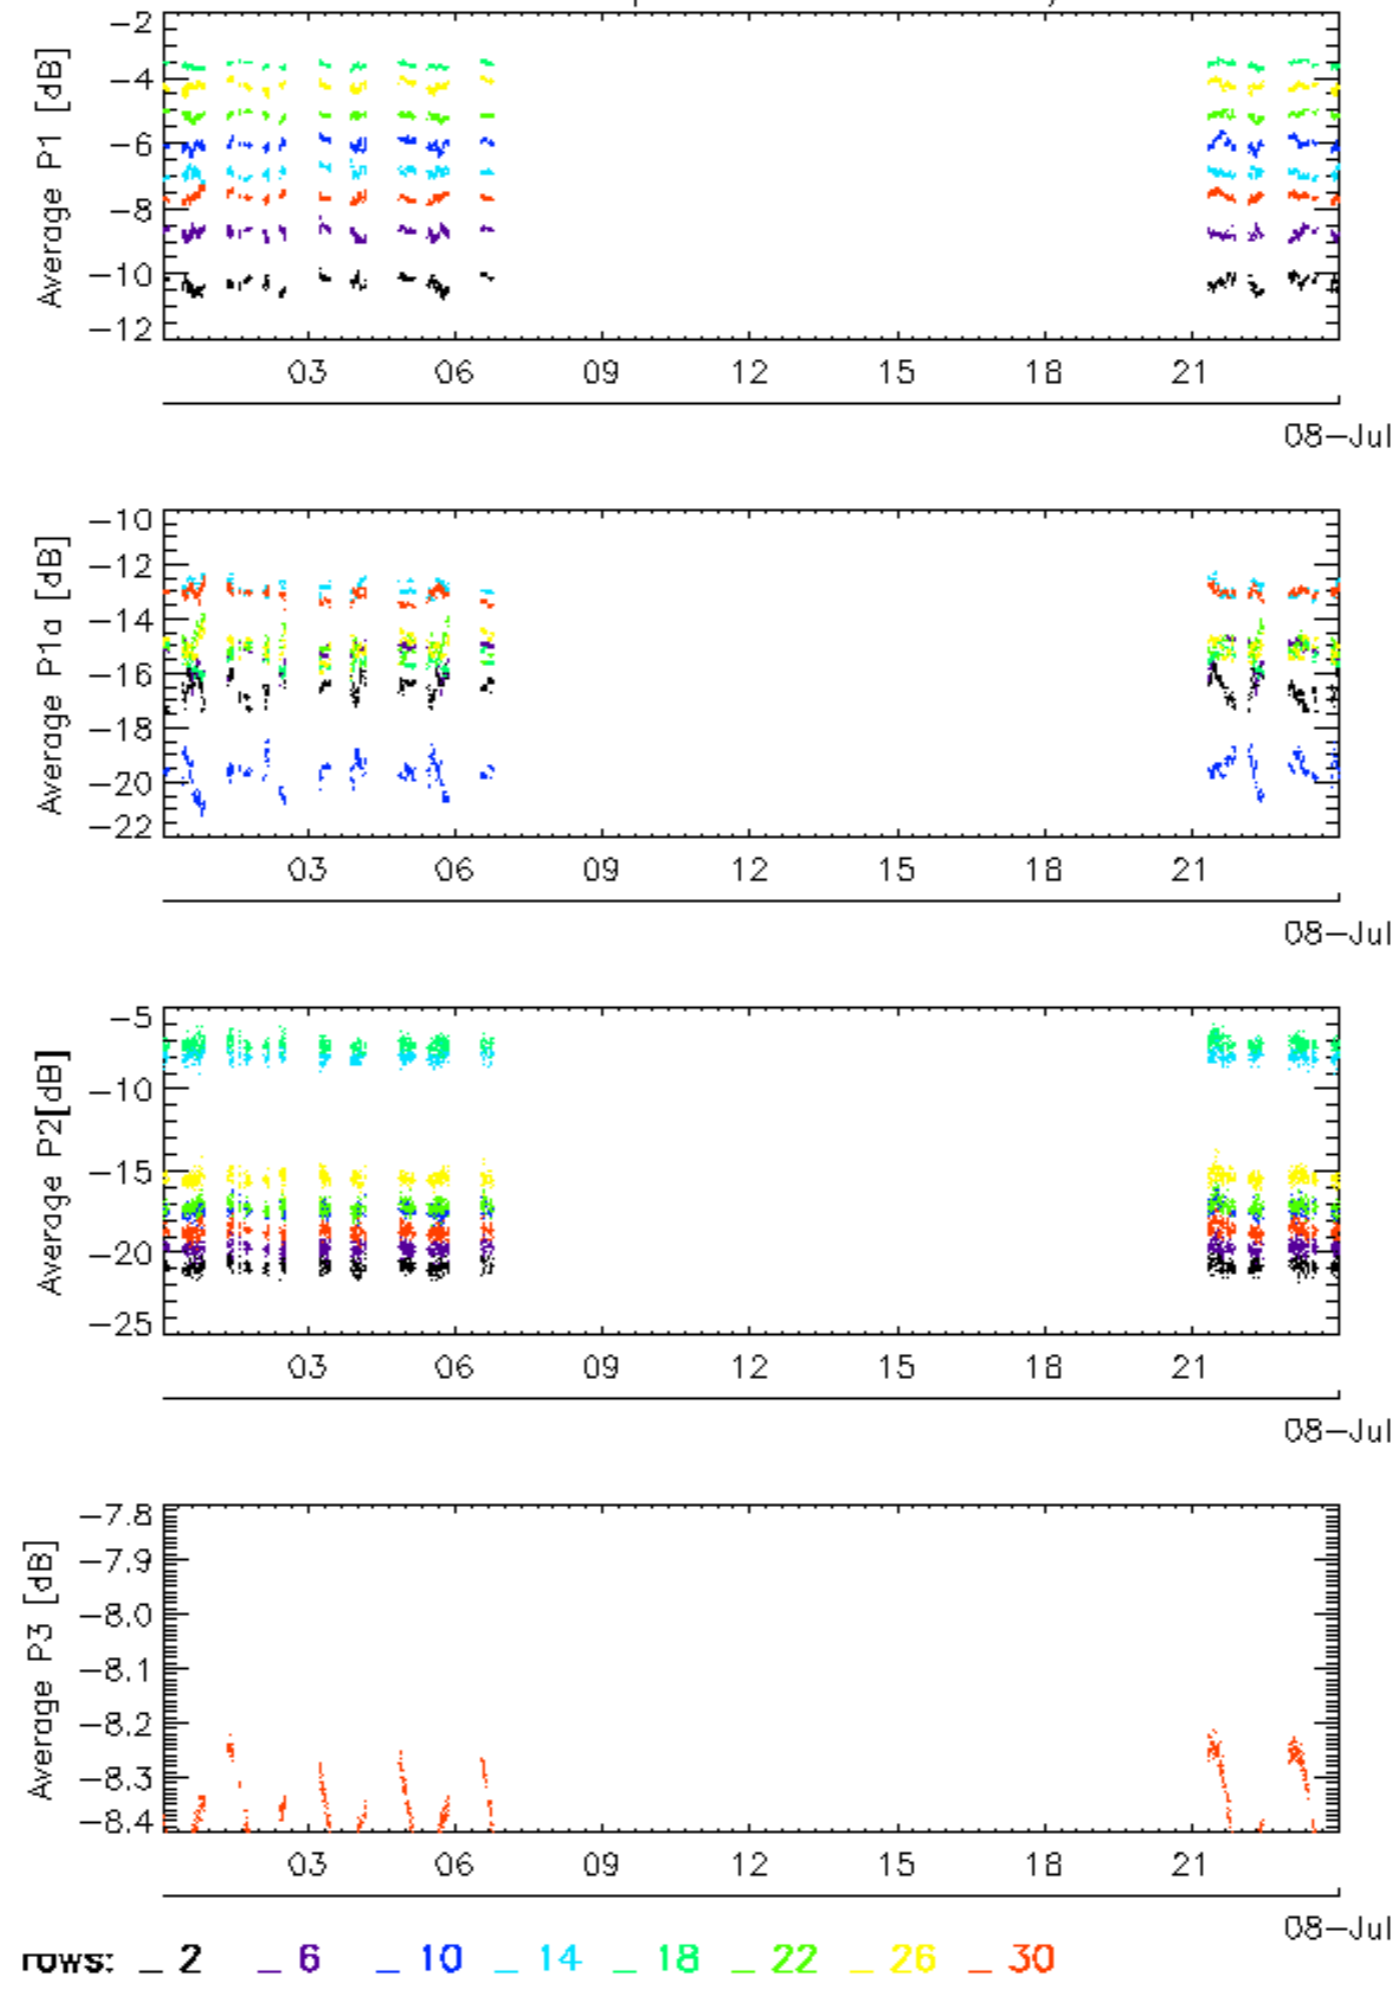 Average P1 [dB]
−2
−4
−6
−8
−10
−12
03 06 09 12 15 18 21
08−Jul
Average P1a [dB]
−10
−12
−14
−16
−18
−20
−22
03 06 09 12 15 18 21
08−Jul
Average P2[dB]
−5
−10
−15
−20
−25
03 06 09 12 15 18 21
08−Jul
Average P3 [dB]
−7.8
−7.9
−8.0
−8.1
−8.2
−8.3
−8.4
03 06 09 12 15 18 21
08−Jul
rows: _ 2 _ 6 _ 10 _ 14 _ 18 _ 22 _ 26 _ 30